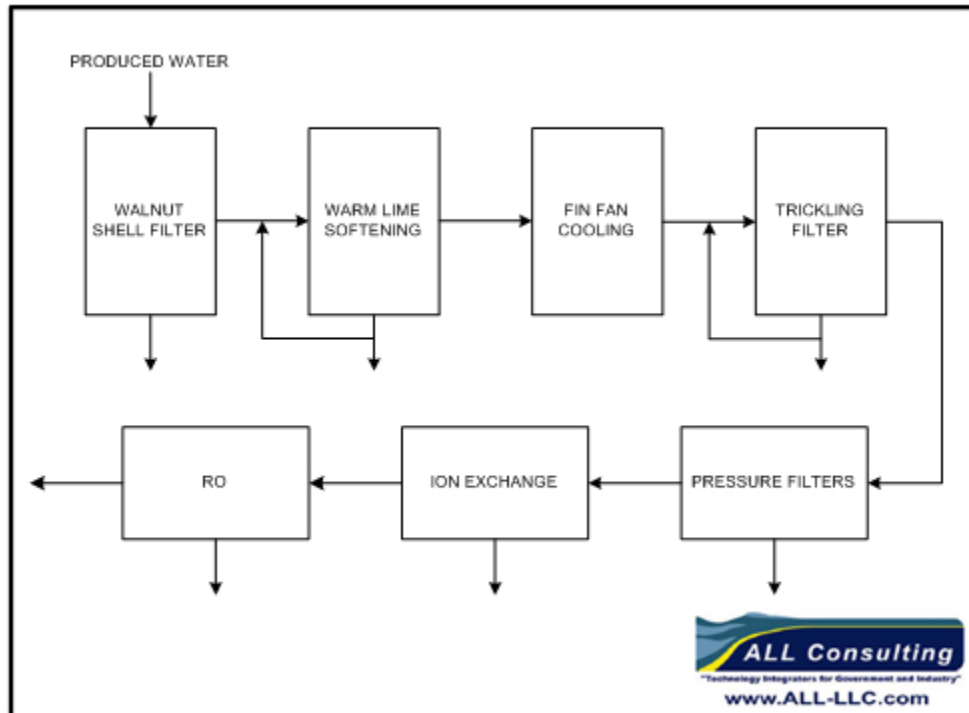 PRODUCED WATER
WALNUT
SHELL FILTER
WARM LIME
SOFTENING
FIN FAN
COOLING
TRICKLING
FILTER
RO
ION EXCHANGE
PRESSURE FILTERS
ALL Consulting
"Technology Integrators for Government and Industry"
www.ALL-LLC.com